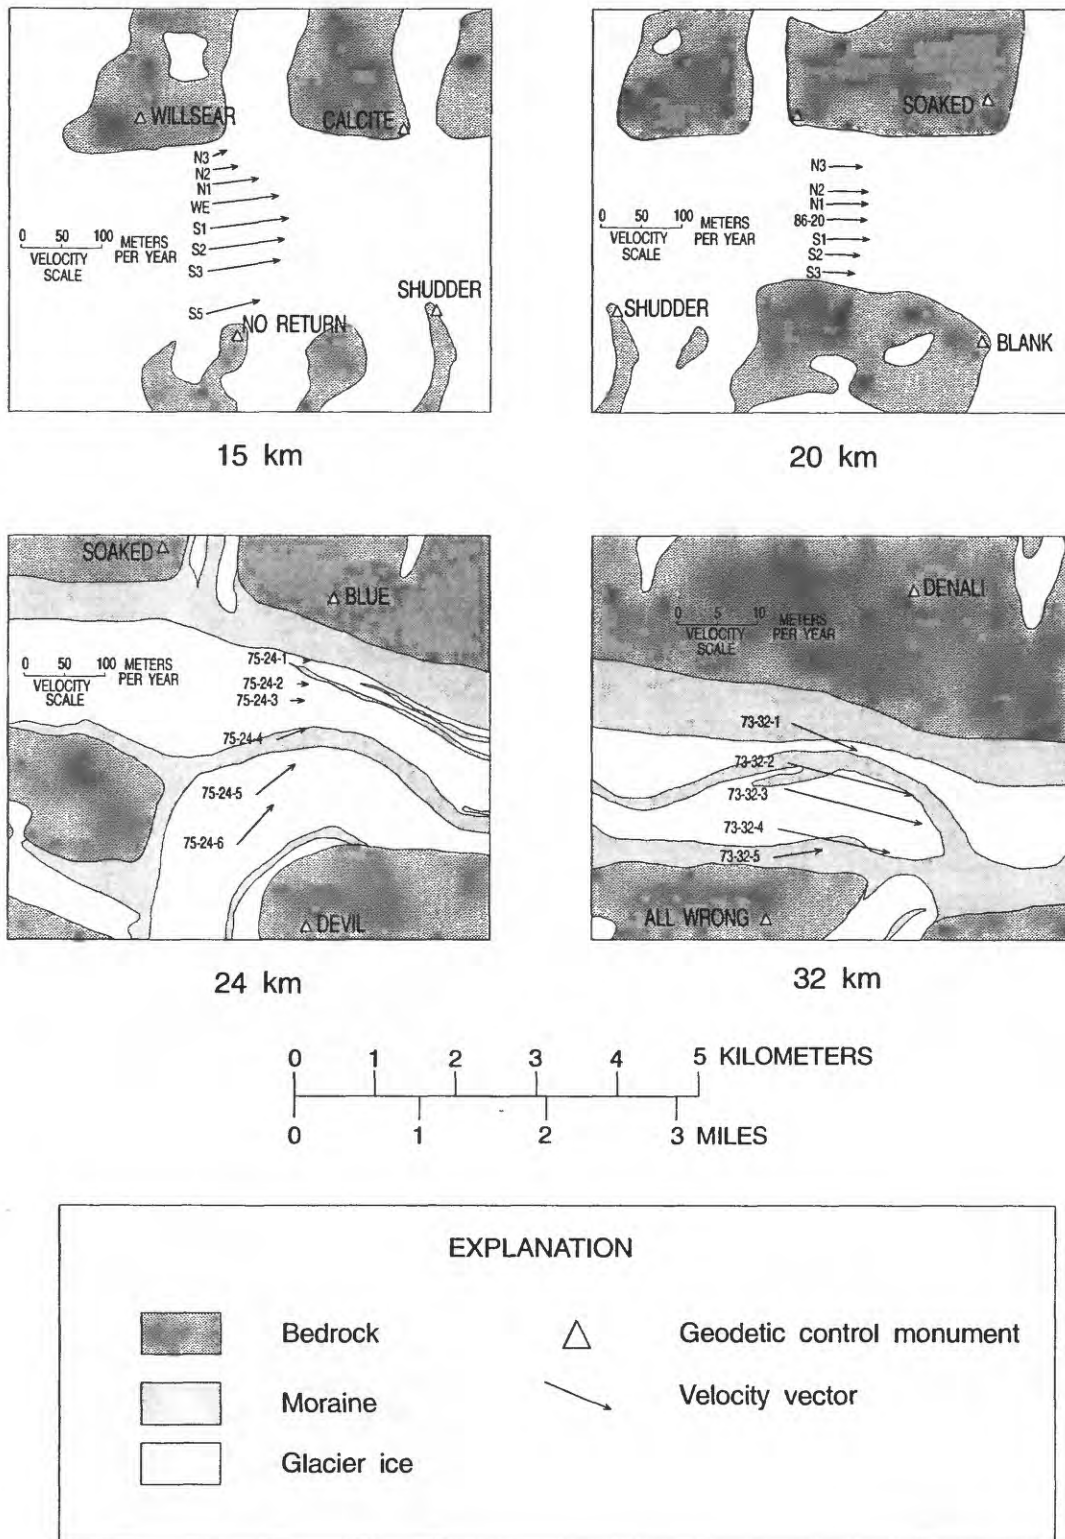 WILLSEAR
CALCITE
N3
N2
N1
WE
S1
S2
S3
S5
0 50 100 METERS PER YEAR
VELOCITY SCALE
SHUDDER
NO RETURN
15 km
SOAKED
N3
N2
N1
86-20
S1
S2
S3
0 50 100 METERS PER YEAR
VELOCITY SCALE
SHUDDER
BLANK
20 km
SOAKED
BLUE
0 50 100 METERS PER YEAR
VELOCITY SCALE
75-24-1
75-24-2
75-24-3
75-24-4
75-24-5
75-24-6
DEVIL
24 km
DENALI
0 5 10 METERS PER YEAR
VELOCITY SCALE
73-32-1
73-32-2
73-32-3
73-32-4
73-32-5
ALL WRONG
32 km
0 1 2 3 4 5 KILOMETERS
0 1 2 3 MILES
EXPLANATION
Bedrock
Moraine
Glacier ice
Geodetic control monument
Velocity vector